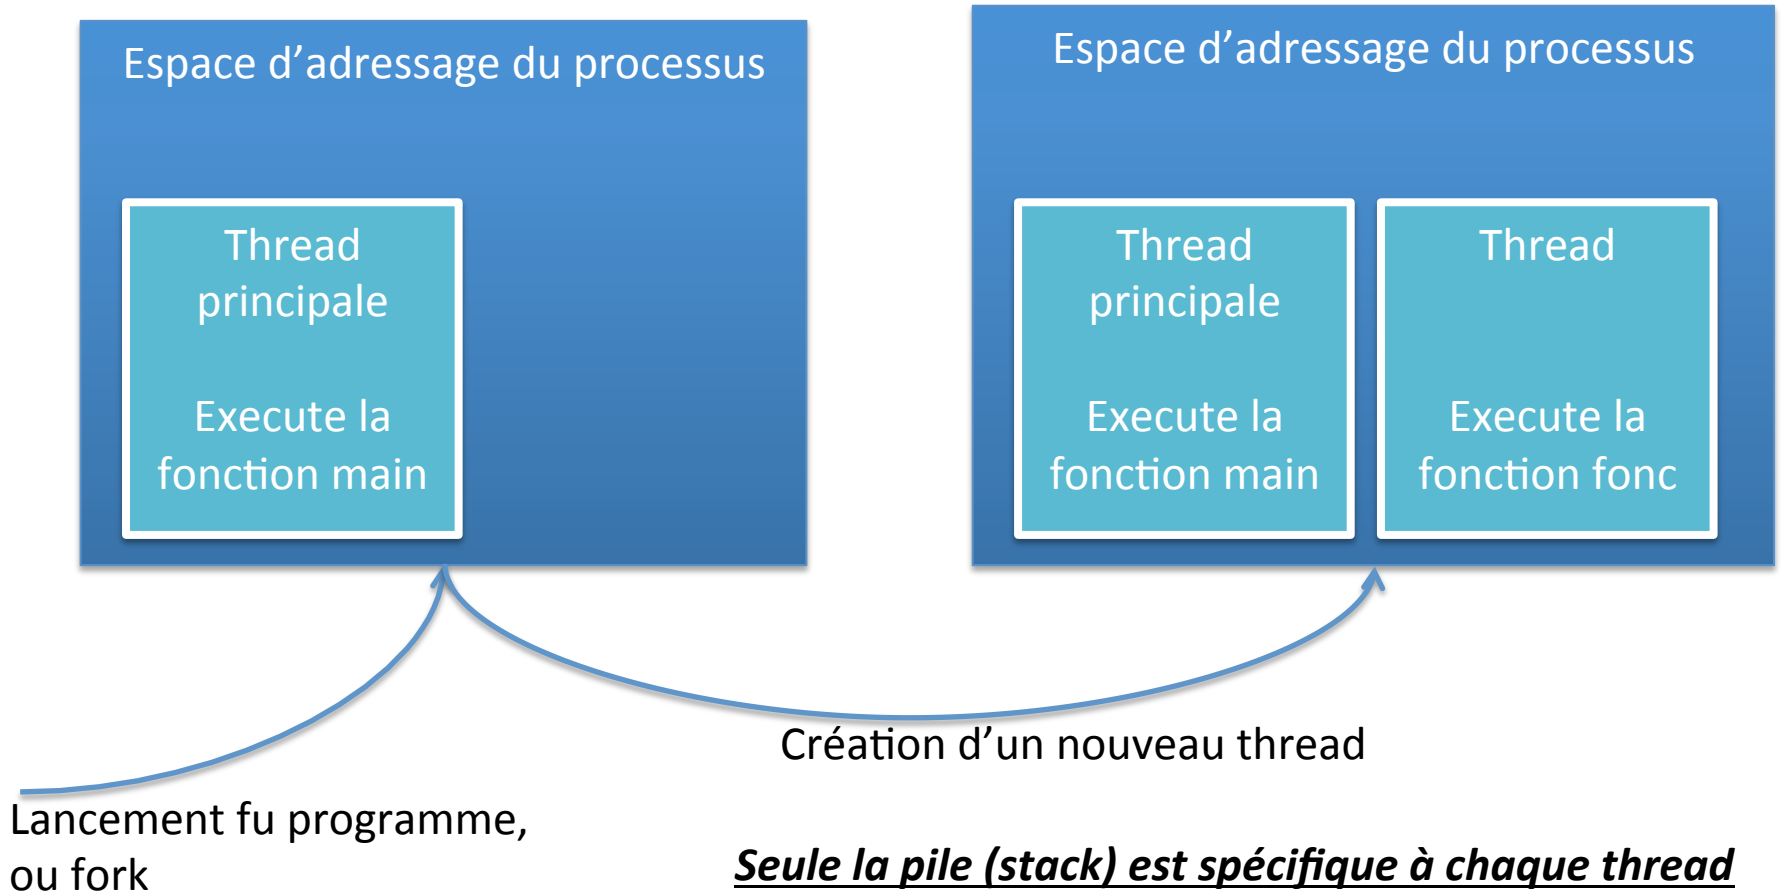 Espace d’adressage du processus
Thread
principale
Execute la
fonction main
Espace d’adressage du processus
Thread
principale
Execute la
fonction main
Thread
Execute la
fonction fonc
Création d’un nouveau thread
Lancement fu programme,
ou fork
Seule la pile (stack) est spécifique à chaque thread